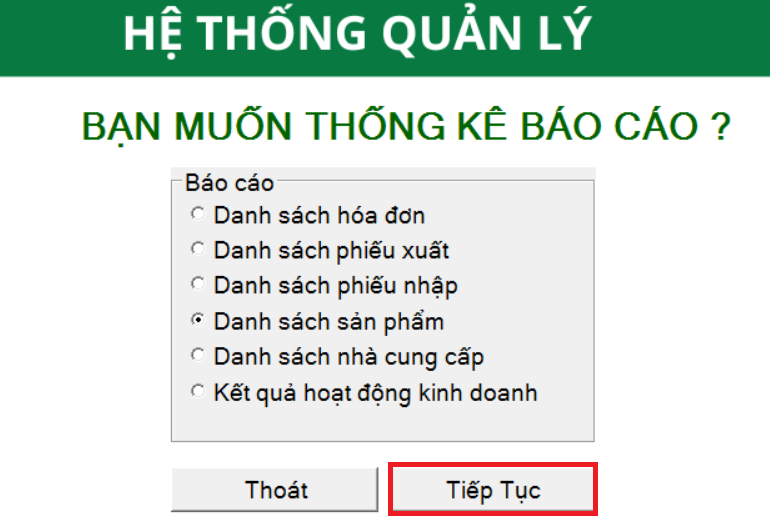 HỆ THỐNG QUẢN LÝ
BẠN MUỐN THỐNG KÊ BÁO CÁO ?
Báo cáo
Danh sách hóa đơn
Danh sách phiếu xuất
Danh sách phiếu nhập
Danh sách sản phẩm
Danh sách nhà cung cấp
Kết quả hoạt động kinh doanh
Thoát
Tiếp Tục